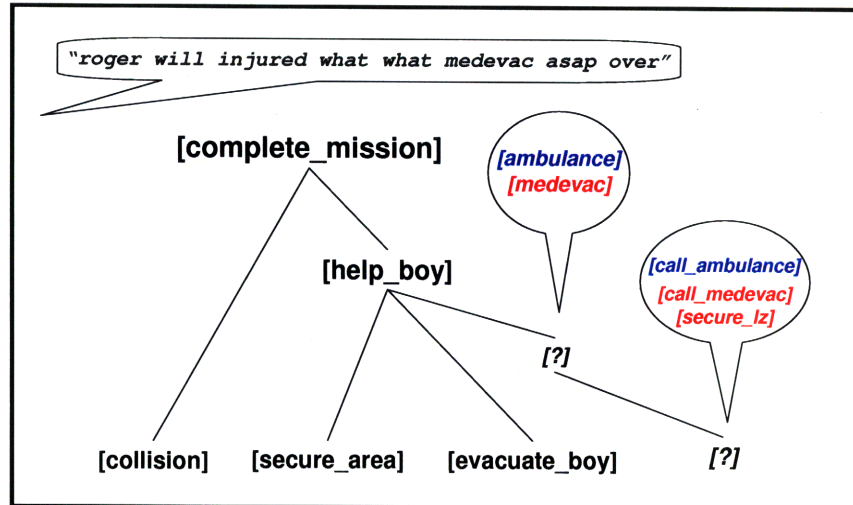 "roger will injured what what medevac asap over"
[complete_mission]
[ambulance]
[medevac]
[help_boy]
[call_ambulance]
[call_medevac]
[secure_lz]
[?]
[collision]
[secure_area]
[evacuate_boy]
[?]